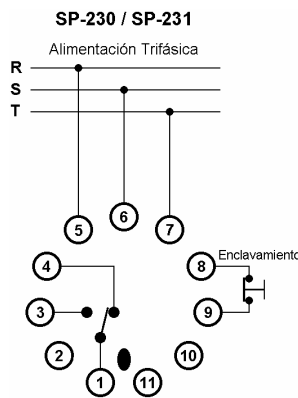 SP-230 / SP-231
Alimentación Trifásica
R
S
T
5
6
7
4
8
Enclavamiento
3
9
2
10
1
11